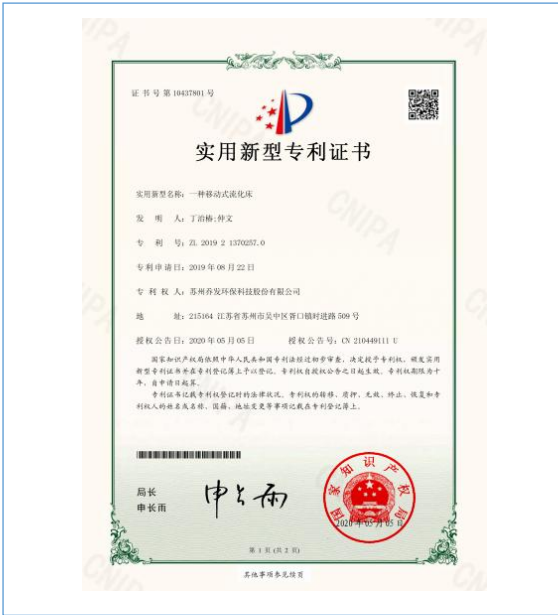 证书号第10437801号
实用新型专利证书
实用新型名称：一种移动式流化床
发明人：丁治椿;仲文
专利号：ZL 2019 2 1370257.0
专利申请日：2019年08月22日
专利权人：苏州乔发环保科技股份有限公司
地址：215164 江苏省苏州市吴中区胥口镇时进路509号
授权公告日：2020年05月05日 授权公告号：CN 210449111 U
国家知识产权局依照中华人民共和国专利法经过初步审查，决定授予专利权，颁发实用
新型专利证书并在专利登记簿上予以登记。专利权自授权公告之日起生效。专利权期限为十
年，自申请日起算。
专利证书记载专利权登记时的法律状况。专利权的转移、质押、无效、终止、恢复和专
利权人的姓名或名称、国籍、地址变更等事项记载在专利登记簿上。
局长
申长雨
申长雨
国家知识产权局
2020年05月05日
第 1 页 (共 2 页)
其他事项参见续页
CNIPA
CNIPA
CNIPA